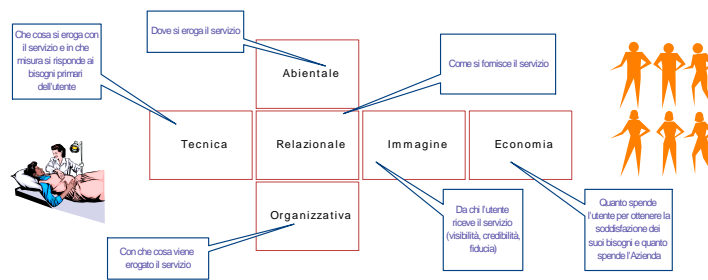 Che cosa si eroga con
il servizio e in che
misura si risponde ai
bisogni primari
dell'utente
Dove si eroga il servizio
Abientale
Come si fornisce il servizio
Tecnica
Relazionale
Immagine
Economia
Organizzativa
Con che cosa viene
erogato il servizio
Da chi l'utente
riceve il servizio
(visibilità, credibilità,
fiducia)
Quanto spende
l'utente per ottenere la
soddisfazione dei
suoi bisogni e quanto
spende l'Azienda